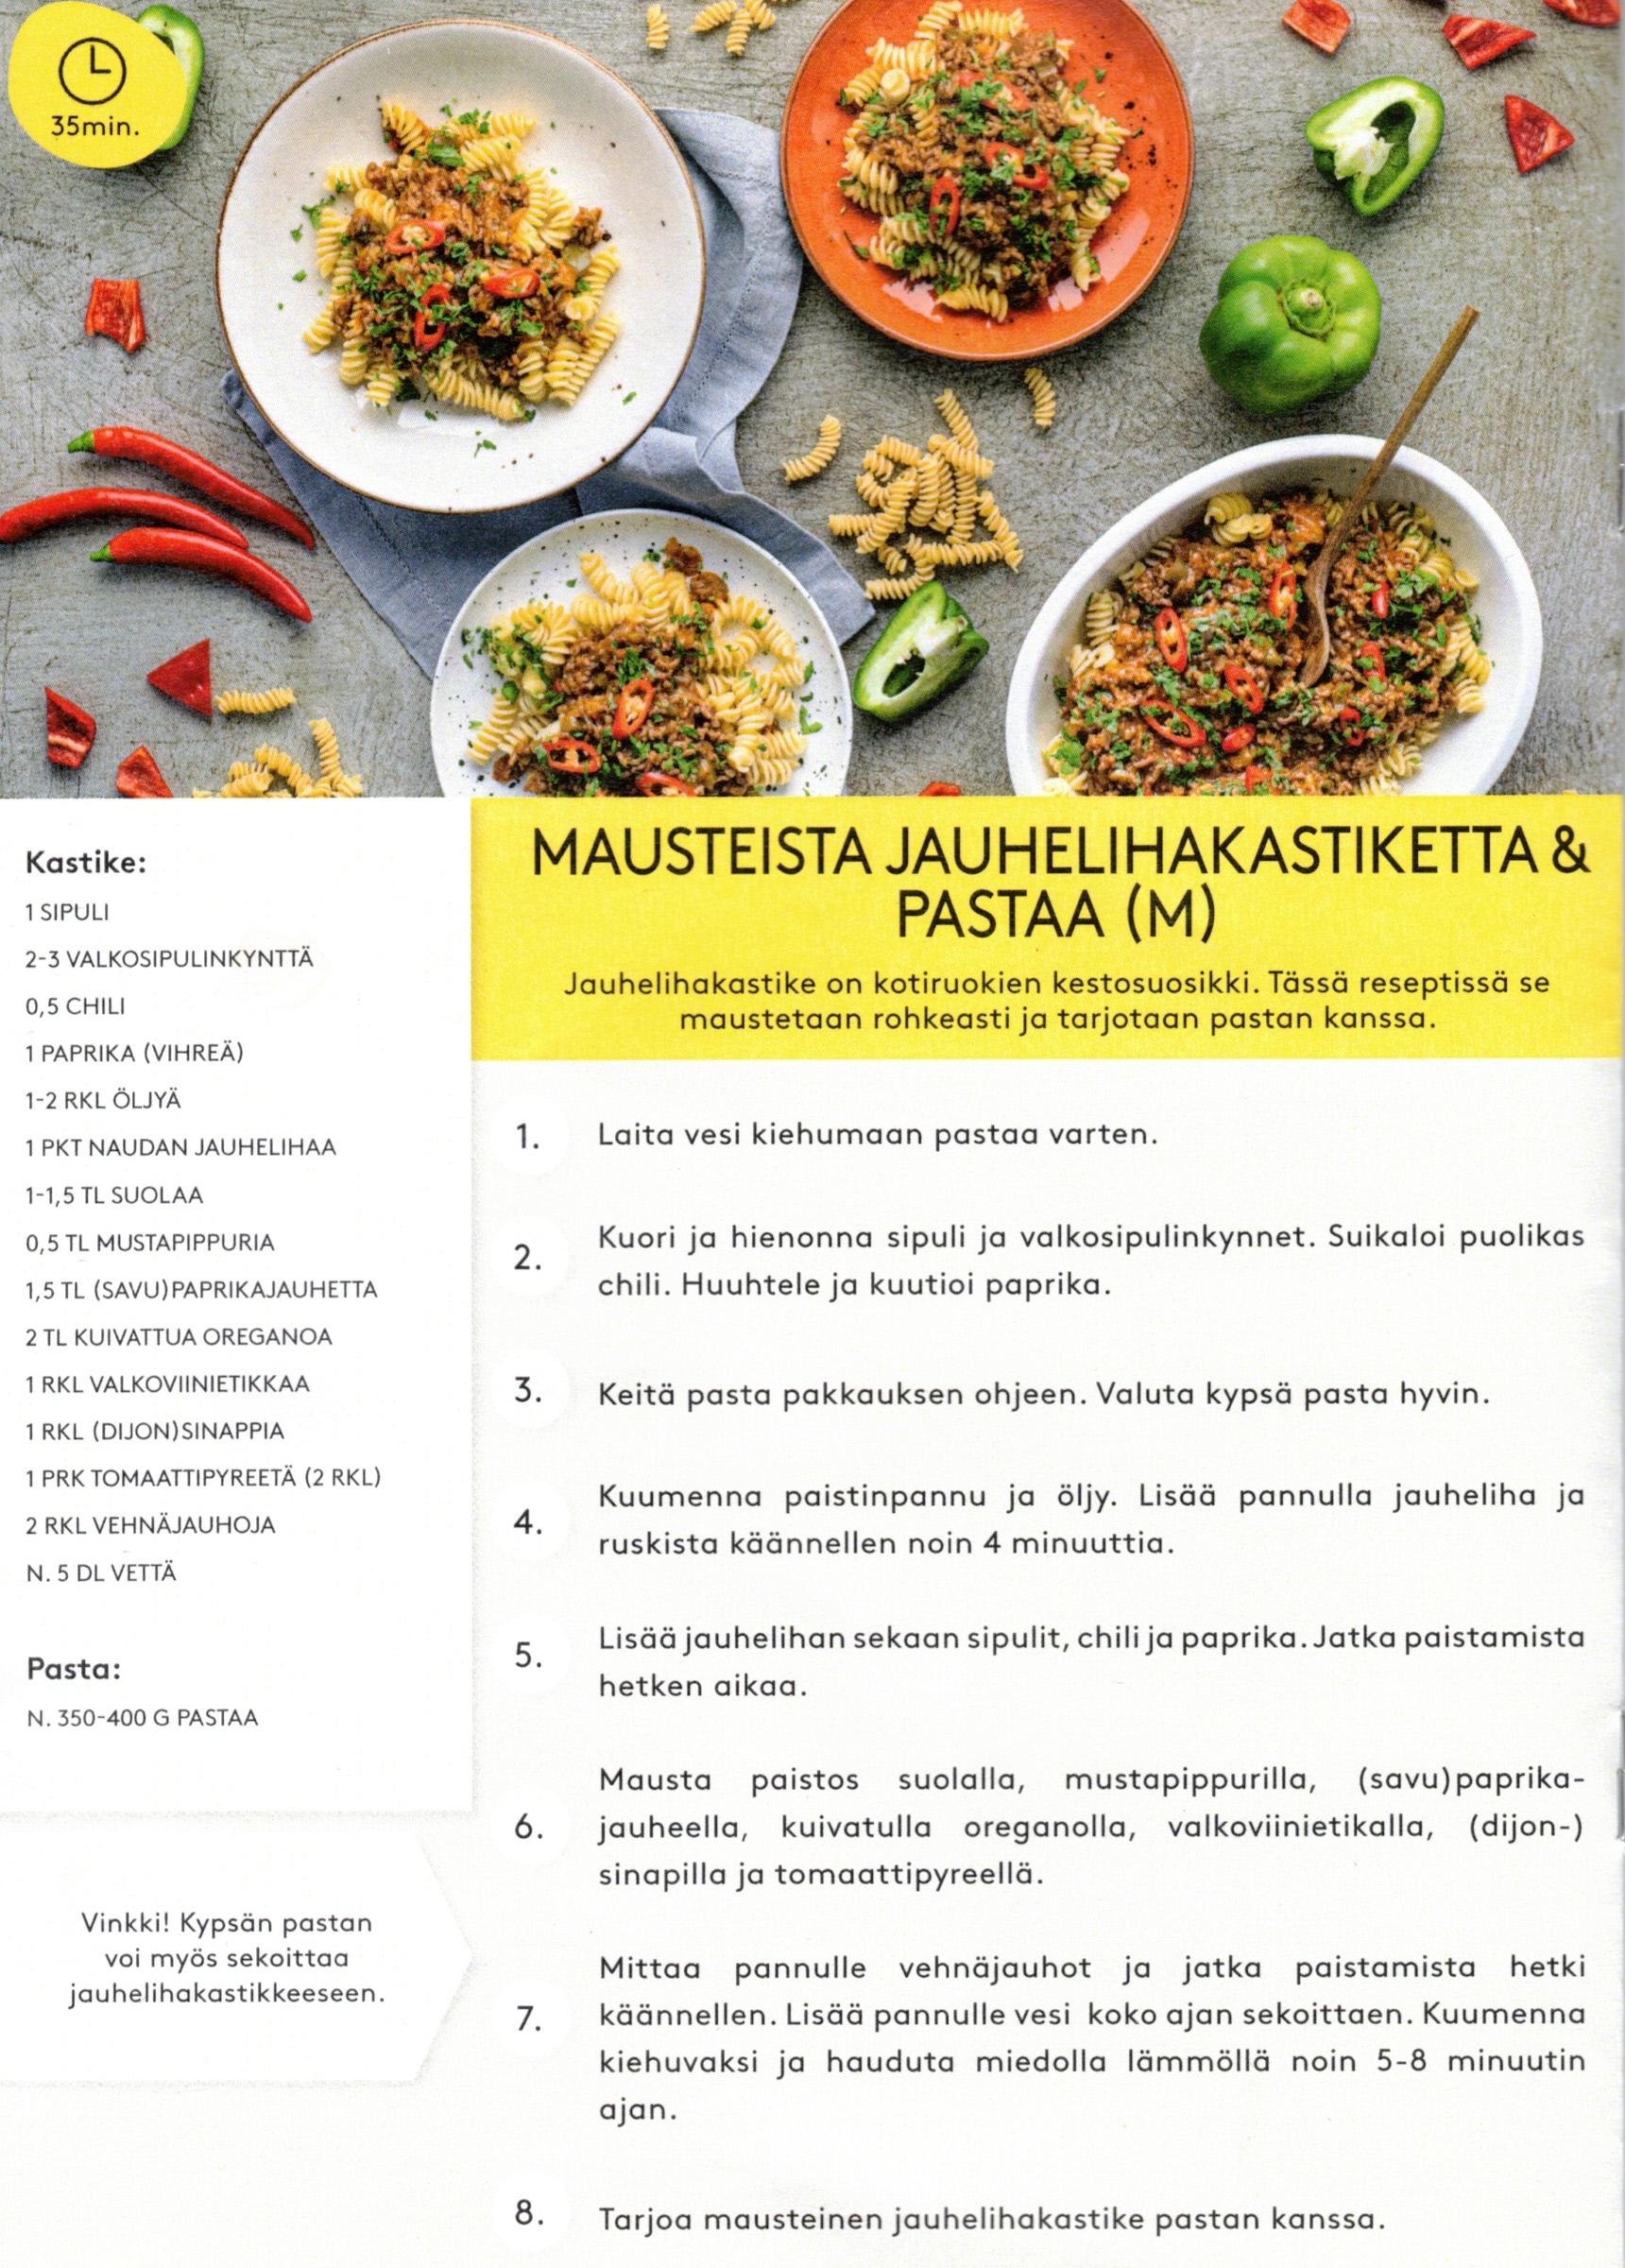 35min.
MAUSTEISTA JAUHELIHAKASTIKETTA &
PASTAA (M)
Jauhelihakastike on kotiruokien kestosuosikki. Tässä reseptissä se
maustetaan rohkeasti ja tarjotaan pastan kanssa.
Kastike:
1 SIPULI
2-3 VALKOSIPULINKYNTTÄ
0,5 CHILI
1 PAPRIKA (VIHREÄ)
1-2 RKL ÖLJYÄ
1 PKT NAUDAN JAUHELIHAA
1-1,5 TL SUOLAA
0,5 TL MUSTAPIPPURIA
1,5 TL (SAVU)PAPRIKAJAUHETTA
2 TL KUIVATTUA OREGANOA
1 RKL VALKOVIINIETIKKAA
1 RKL (DIJON)SINAPPIA
1 PRK TOMAATTIPYREETÄ (2 RKL)
2 RKL VEHNÄJAUHOJA
N. 5 DL VETTÄ
Pasta:
N. 350-400 G PASTAA
Vinkki! Kypsän pastan
voi myös sekoittaa
jauhelihakastikkeeseen.
1. Laita vesi kiehumaan pastaa varten.
2. Kuori ja hienonna sipuli ja valkosipulinkynnet. Suikaloi puolikas
chili. Huuhtele ja kuutioi paprika.
3. Keitä pasta pakkauksen ohjeen. Valuta kypsä pasta hyvin.
4. Kuumenna paistinpannu ja öljy. Lisää pannulla jauheliha ja
ruskista käännellen noin 4 minuuttia.
5. Lisää jauhelihan sekaan sipulit, chili ja paprika. Jatka paistamista
hetken aikaa.
6. Mausta paistos suolalla, mustapippurilla, (savu)paprika-
jauheella, kuivatulla oreganolla, valkoviinietikalla, (dijon-)
sinapilla ja tomaattipyreellä.
7. Mittaa pannulle vehnäjauhot ja jatka paistamista hetki
käännellen. Lisää pannulle vesi koko ajan sekoittaen. Kuumenna
kiehuvaksi ja hauduta miedolla lämmöllä noin 5-8 minuutin
ajan.
8. Tarjoa mausteinen jauhelihakastike pastan kanssa.